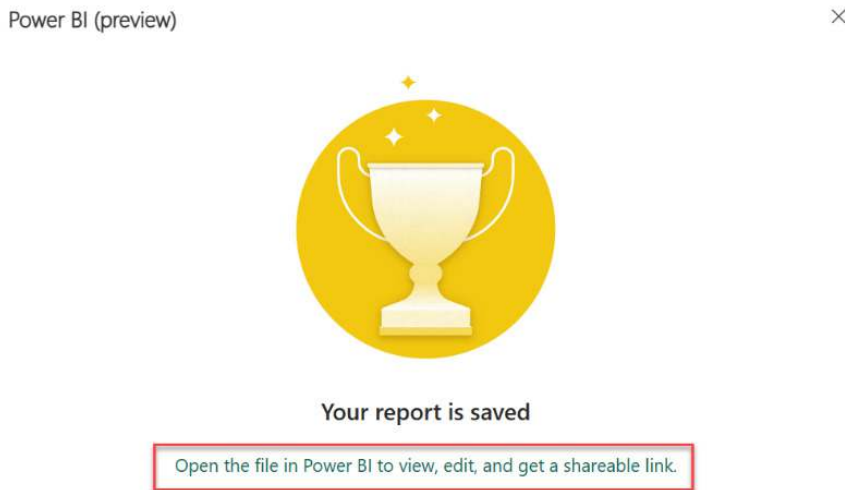 Power BI (preview)
Your report is saved
Open the file in Power BI to view, edit, and get a shareable link.